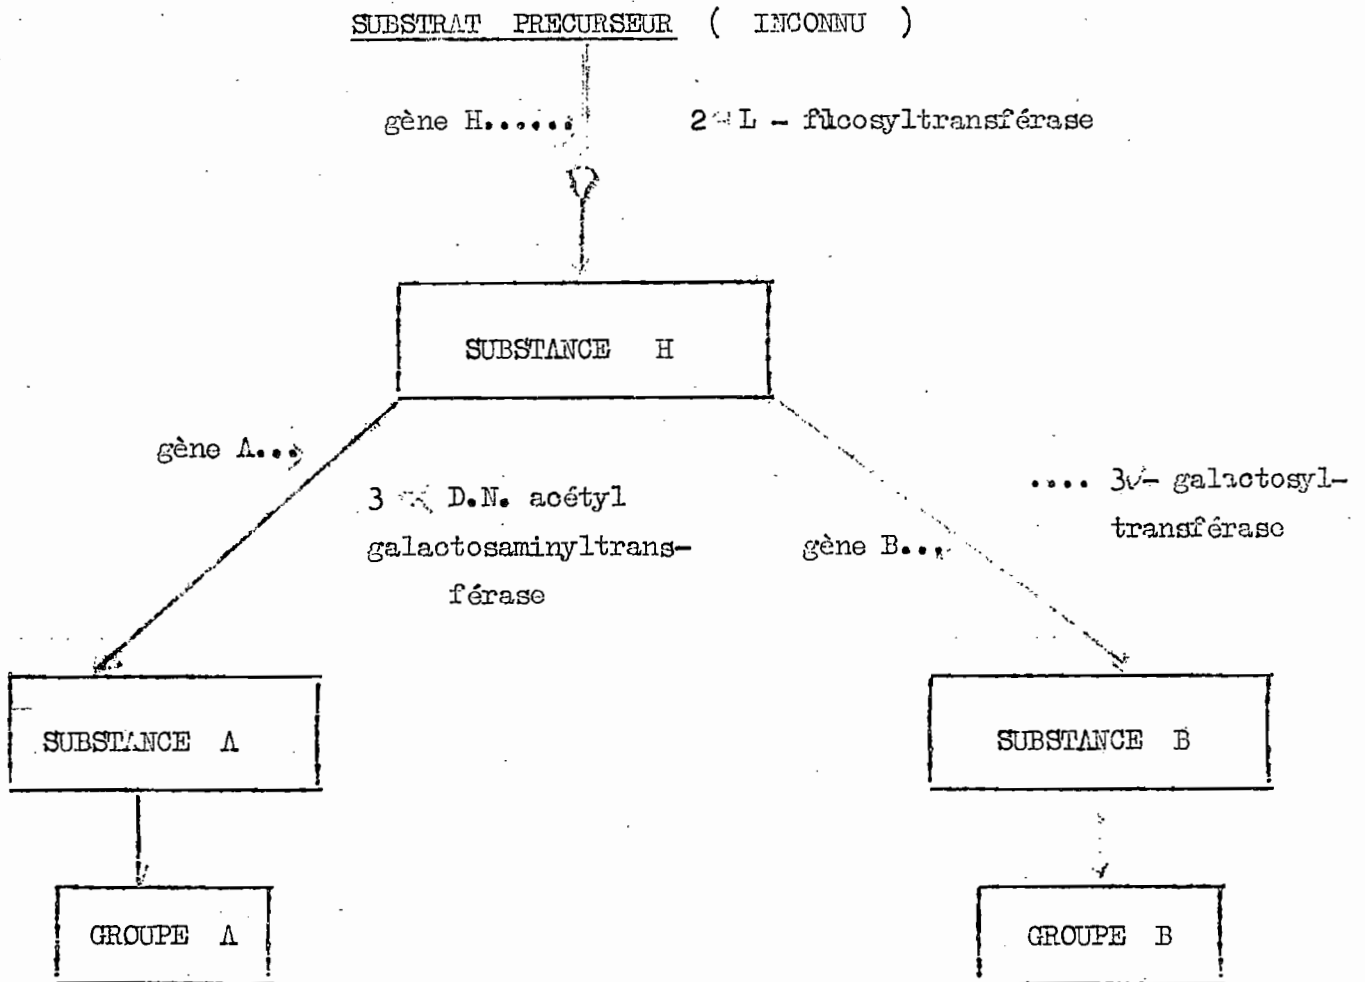 SUBSTRAT PRECURSEUR ( INCONNU )
gène H...... 2 L - fucosyltransférase
SUBSTANCE H
gène A...
3 D.N. acétyl
galactosaminyltrans-
férase
.... 3 - galactosyl-
transférase
gène B...
SUBSTANCE A
SUBSTANCE B
GROUPE A
GROUPE B